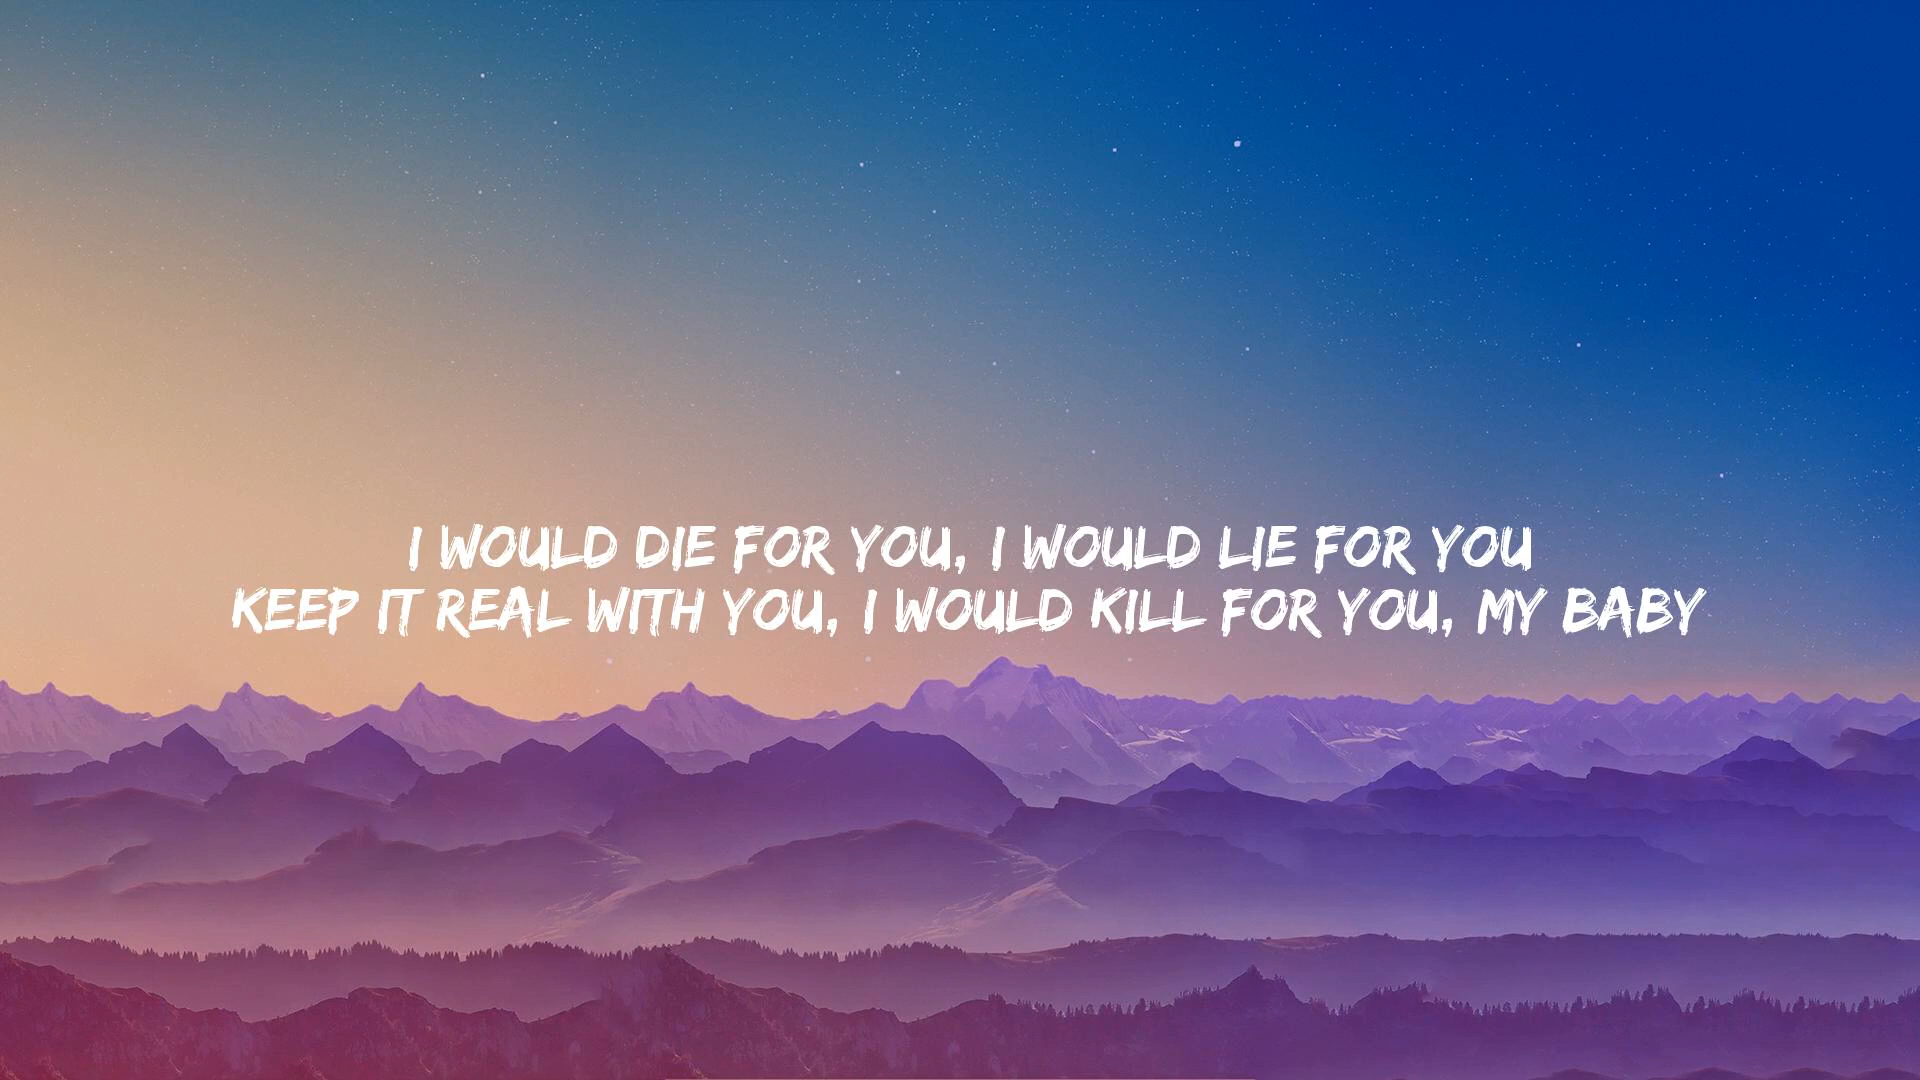 I WOULD DIE FOR YOU, I WOULD LIE FOR YOU
KEEP IT REAL WITH YOU, I WOULD KILL FOR YOU, MY BABY